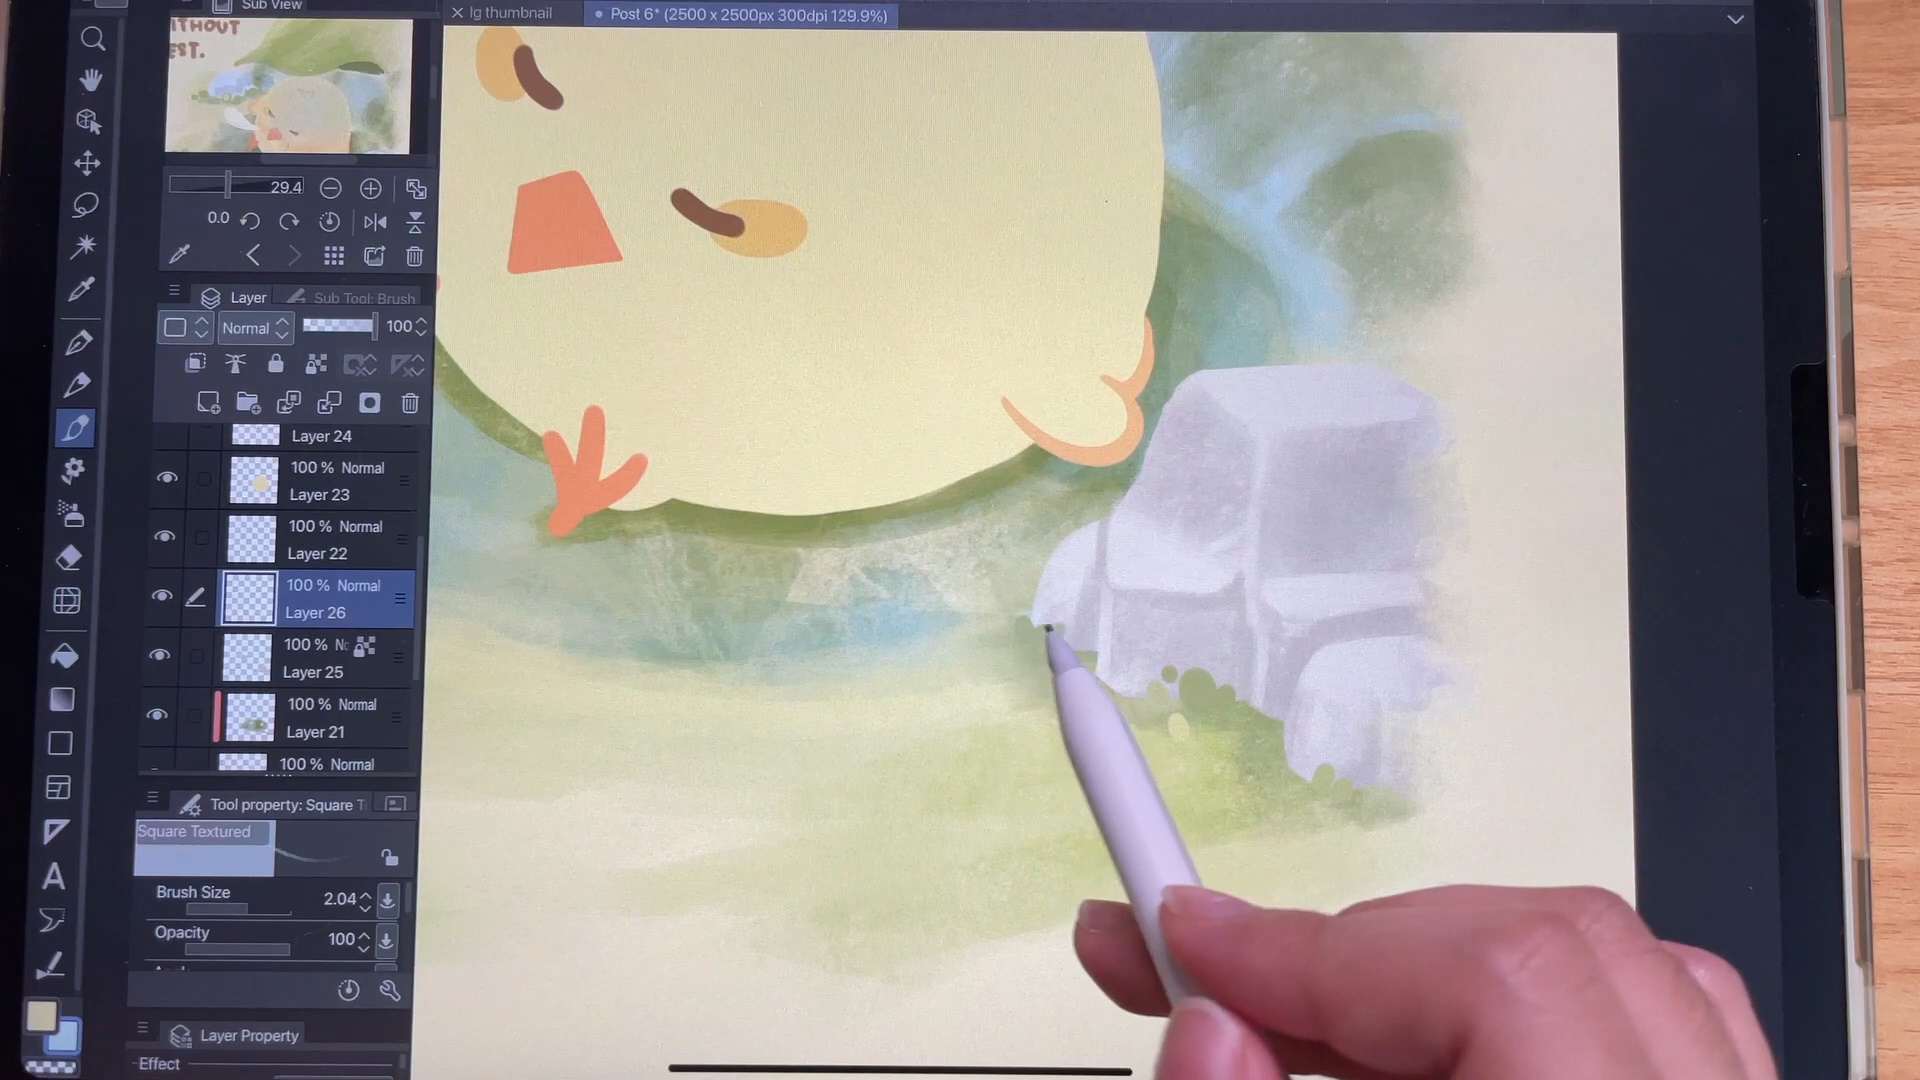 Sub View
lg thumbnail
Post 6* (2500 x 2500px 300dpi 129.9%)
ITHOUT
EST.
29.4
0.0
Layer
Sub Tool: Brush
Normal
100
Layer 24
100 % Normal
Layer 23
100 % Normal
Layer 22
100 % Normal
Layer 26
100 % No
Layer 25
100 % Normal
Layer 21
100 % Normal
Tool property: Square T
Square Textured
Brush Size
2.04
Opacity
100
A
Layer Property
Effect